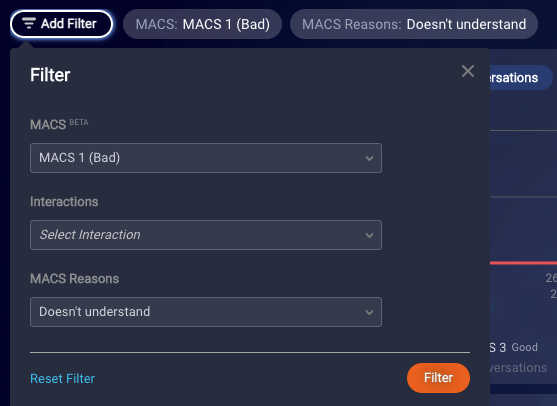 Add Filter
MACS: MACS 1 (Bad)
MACS Reasons: Doesn't understand
Filter
MACS BETA
MACS 1 (Bad)
Interactions
Select Interaction
MACS Reasons
Doesn't understand
Reset Filter
Filter
ersations
26
2
S 3 Good
versations